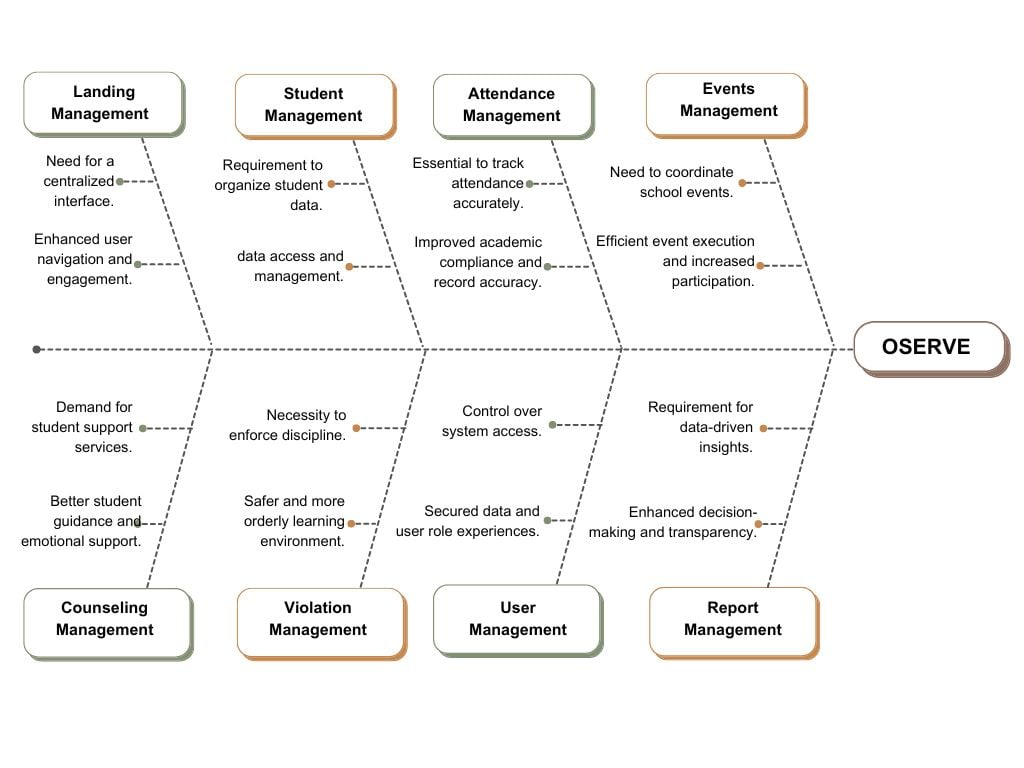 Landing
Management
Student
Management
Attendance
Management
Events
Management
Need for a
centralized
interface.
Requirement to
organize student
data.
Essential to track
attendance
accurately.
Need to coordinate
school events.
Enhanced user
navigation and
engagement.
data access and
management.
Improved academic
compliance and
record accuracy.
Efficient event execution
and increased
participation.
OSERVE
Demand for
student support
services.
Necessity to
enforce discipline.
Control over
system access.
Requirement for
data-driven
insights.
Better student
guidance and
emotional support.
Safer and more
orderly learning
environment.
Secured data and
user role experiences.
Enhanced decision-
making and transparency.
Counseling
Management
Violation
Management
User
Management
Report
Management